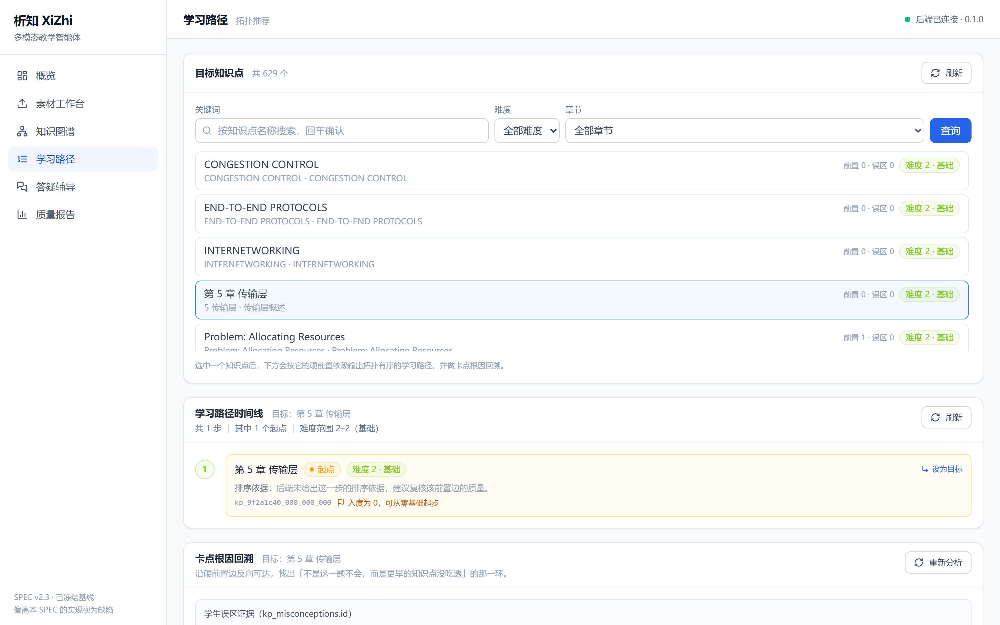 析知 XiZhi
多模态教学智能体
概览
素材工作台
知识图谱
学习路径
答疑辅导
质量报告
SPEC v2.3 · 已冻结基线
偏离本 SPEC 的实现视为缺陷
学习路径 拓扑推荐
后端已连接 · 0.1.0
目标知识点 共 629 个
刷新
关键词 难度 章节
按知识点名称搜索，回车确认 全部难度 全部章节 查询
CONGESTION CONTROL 前置 0 · 误区 0 难度 2 · 基础
CONGESTION CONTROL · CONGESTION CONTROL
END-TO-END PROTOCOLS 前置 0 · 误区 0 难度 2 · 基础
END-TO-END PROTOCOLS · END-TO-END PROTOCOLS
INTERNETWORKING 前置 0 · 误区 0 难度 2 · 基础
INTERNETWORKING · INTERNETWORKING
第 5 章 传输层 前置 0 · 误区 0 难度 2 · 基础
5 传输层 · 传输层概述
Problem: Allocating Resources 前置 1 · 误区 0 难度 2 · 基础
Problem: Allocating Resources · Problem: Allocating Resources
选中一个知识点后，下方会按它的硬前置依赖输出拓扑有序的学习路径，并做卡点根因回溯。
学习路径时间线 目标：第 5 章 传输层
刷新
共 1 步 | 其中 1 个起点 | 难度范围 2–2（基础）
1
第 5 章 传输层 起点 难度 2 · 基础 设为目标
排序依据：后端未给出这一步的排序依据，建议复核该前置边的质量。
kp_9f2a1c40_000_000_000 入度为 0，可从零基础起步
卡点根因回溯 目标：第 5 章 传输层
重新分析
沿硬前置边反向可达，找出「不是这一题不会，而是更早的知识点没吃透」的那一环。
学生误区证据（kp_misconceptions.id）